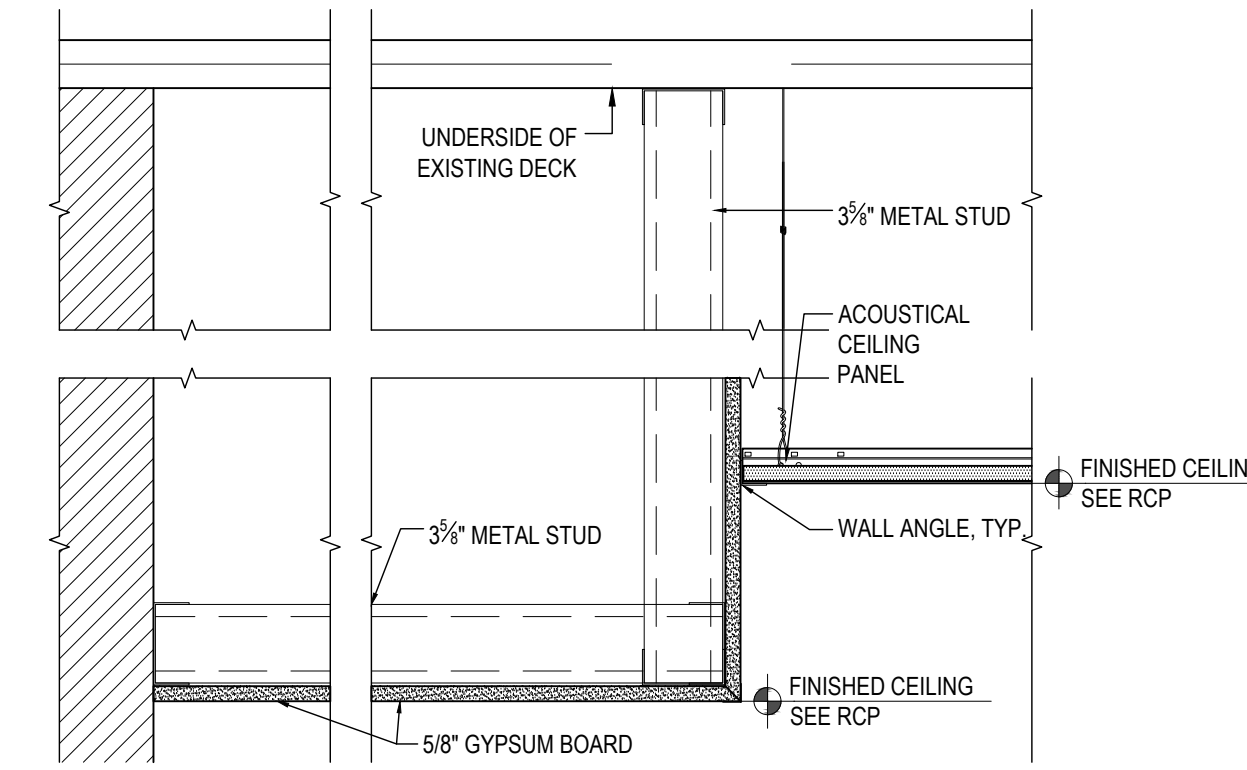 UNDERSIDE OF
EXISTING DECK
3⅝" METAL STUD
ACOUSTICAL
CEILING
PANEL
FINISHED CEILIN
SEE RCP
WALL ANGLE, TYP.
3⅝" METAL STUD
FINISHED CEILING
SEE RCP
5/8" GYPSUM BOARD